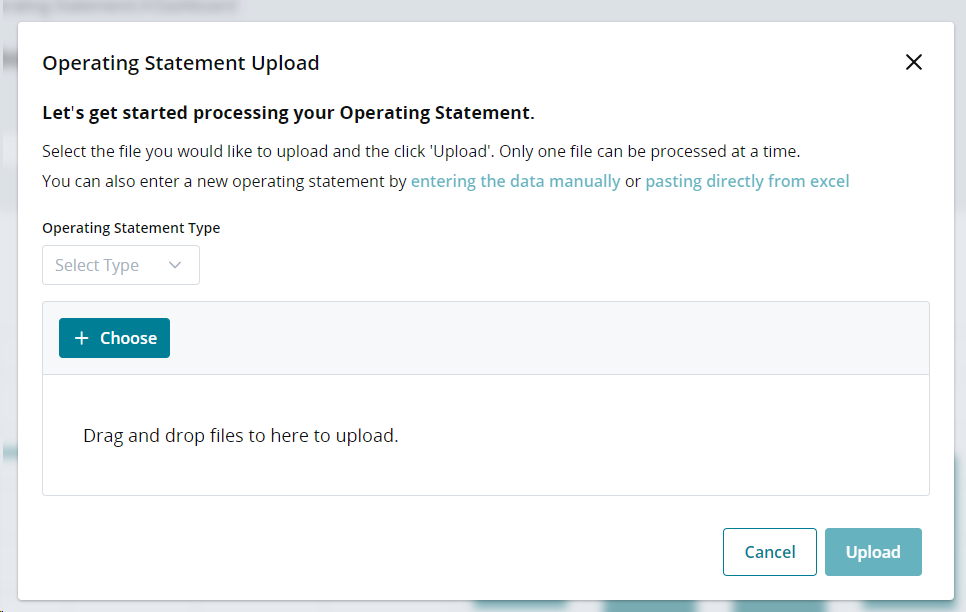 Operating Statement Upload
Let's get started processing your Operating Statement.
Select the file you would like to upload and the click 'Upload'. Only one file can be processed at a time.
You can also enter a new operating statement by entering the data manually or pasting directly from excel
Operating Statement Type
Select Type
+ Choose
Drag and drop files to here to upload.
Cancel
Upload